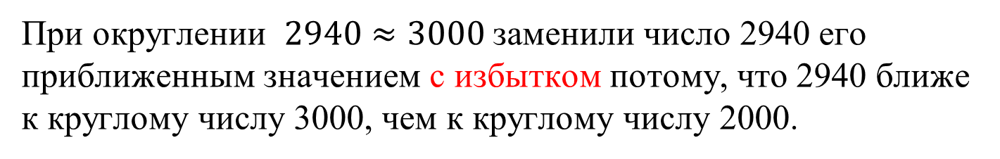 При округлении 2940 ≈ 3000 заменили число 2940 его
приближенным значением с избытком потому, что 2940 ближе
к круглому числу 3000, чем к круглому числу 2000.